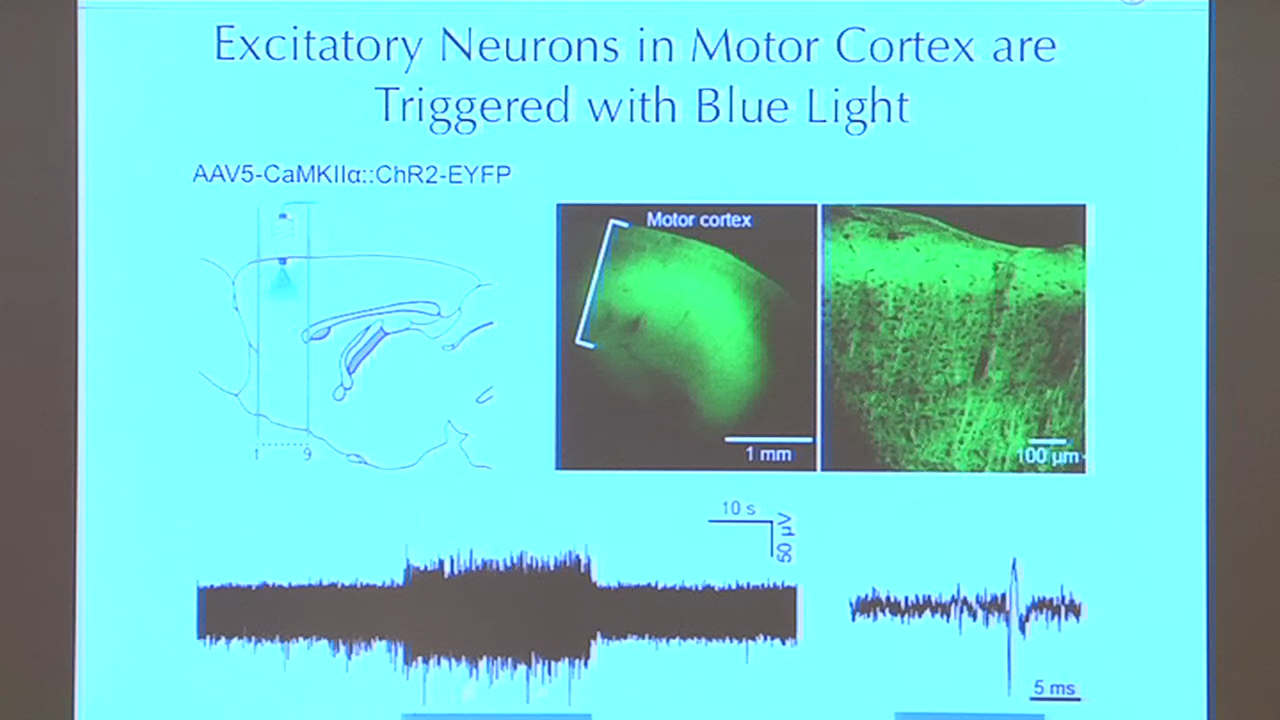 Excitatory Neurons in Motor Cortex are
Triggered with Blue Light
AAV5-CaMKIIα::ChR2-EYFP
Motor cortex
1 mm
100 µm
1 9
10 s
50 µV
5 ms